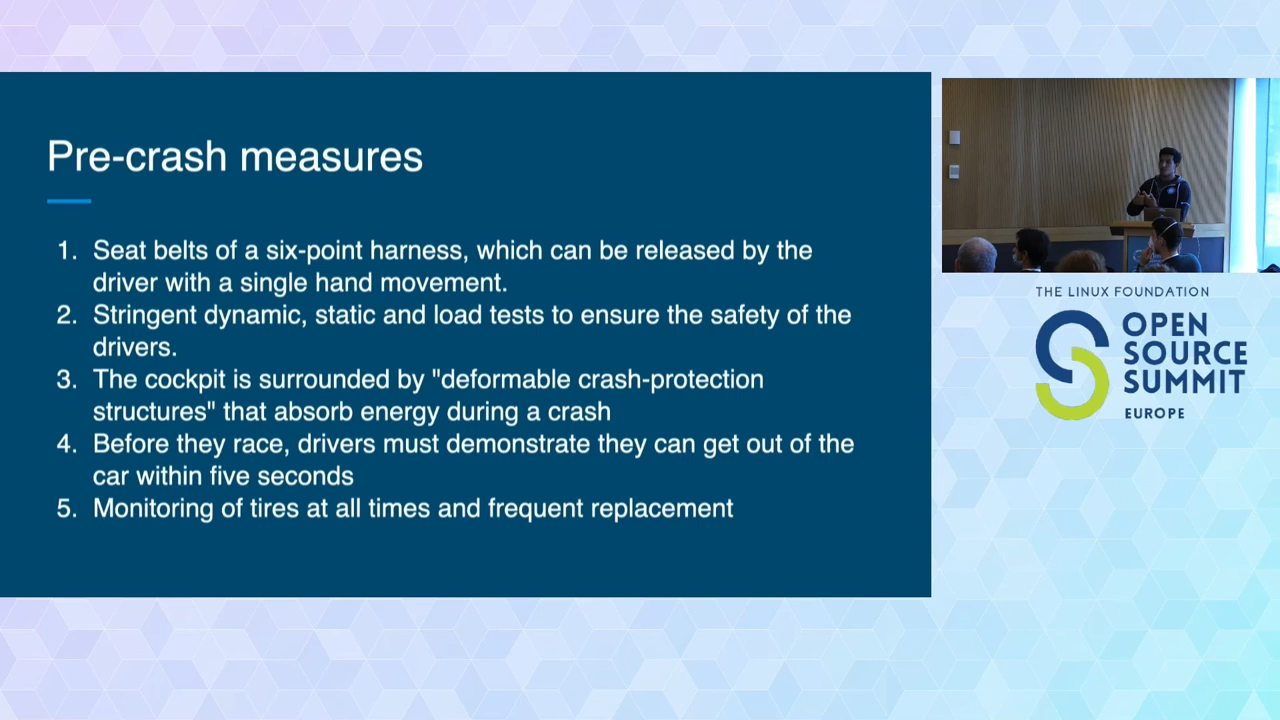 Pre-crash measures
1. Seat belts of a six-point harness, which can be released by the
driver with a single hand movement.
2. Stringent dynamic, static and load tests to ensure the safety of the
drivers.
3. The cockpit is surrounded by "deformable crash-protection
structures" that absorb energy during a crash
4. Before they race, drivers must demonstrate they can get out of the
car within five seconds
5. Monitoring of tires at all times and frequent replacement
THE LINUX FOUNDATION
OPEN
SOURCE
SUMMIT
EUROPE